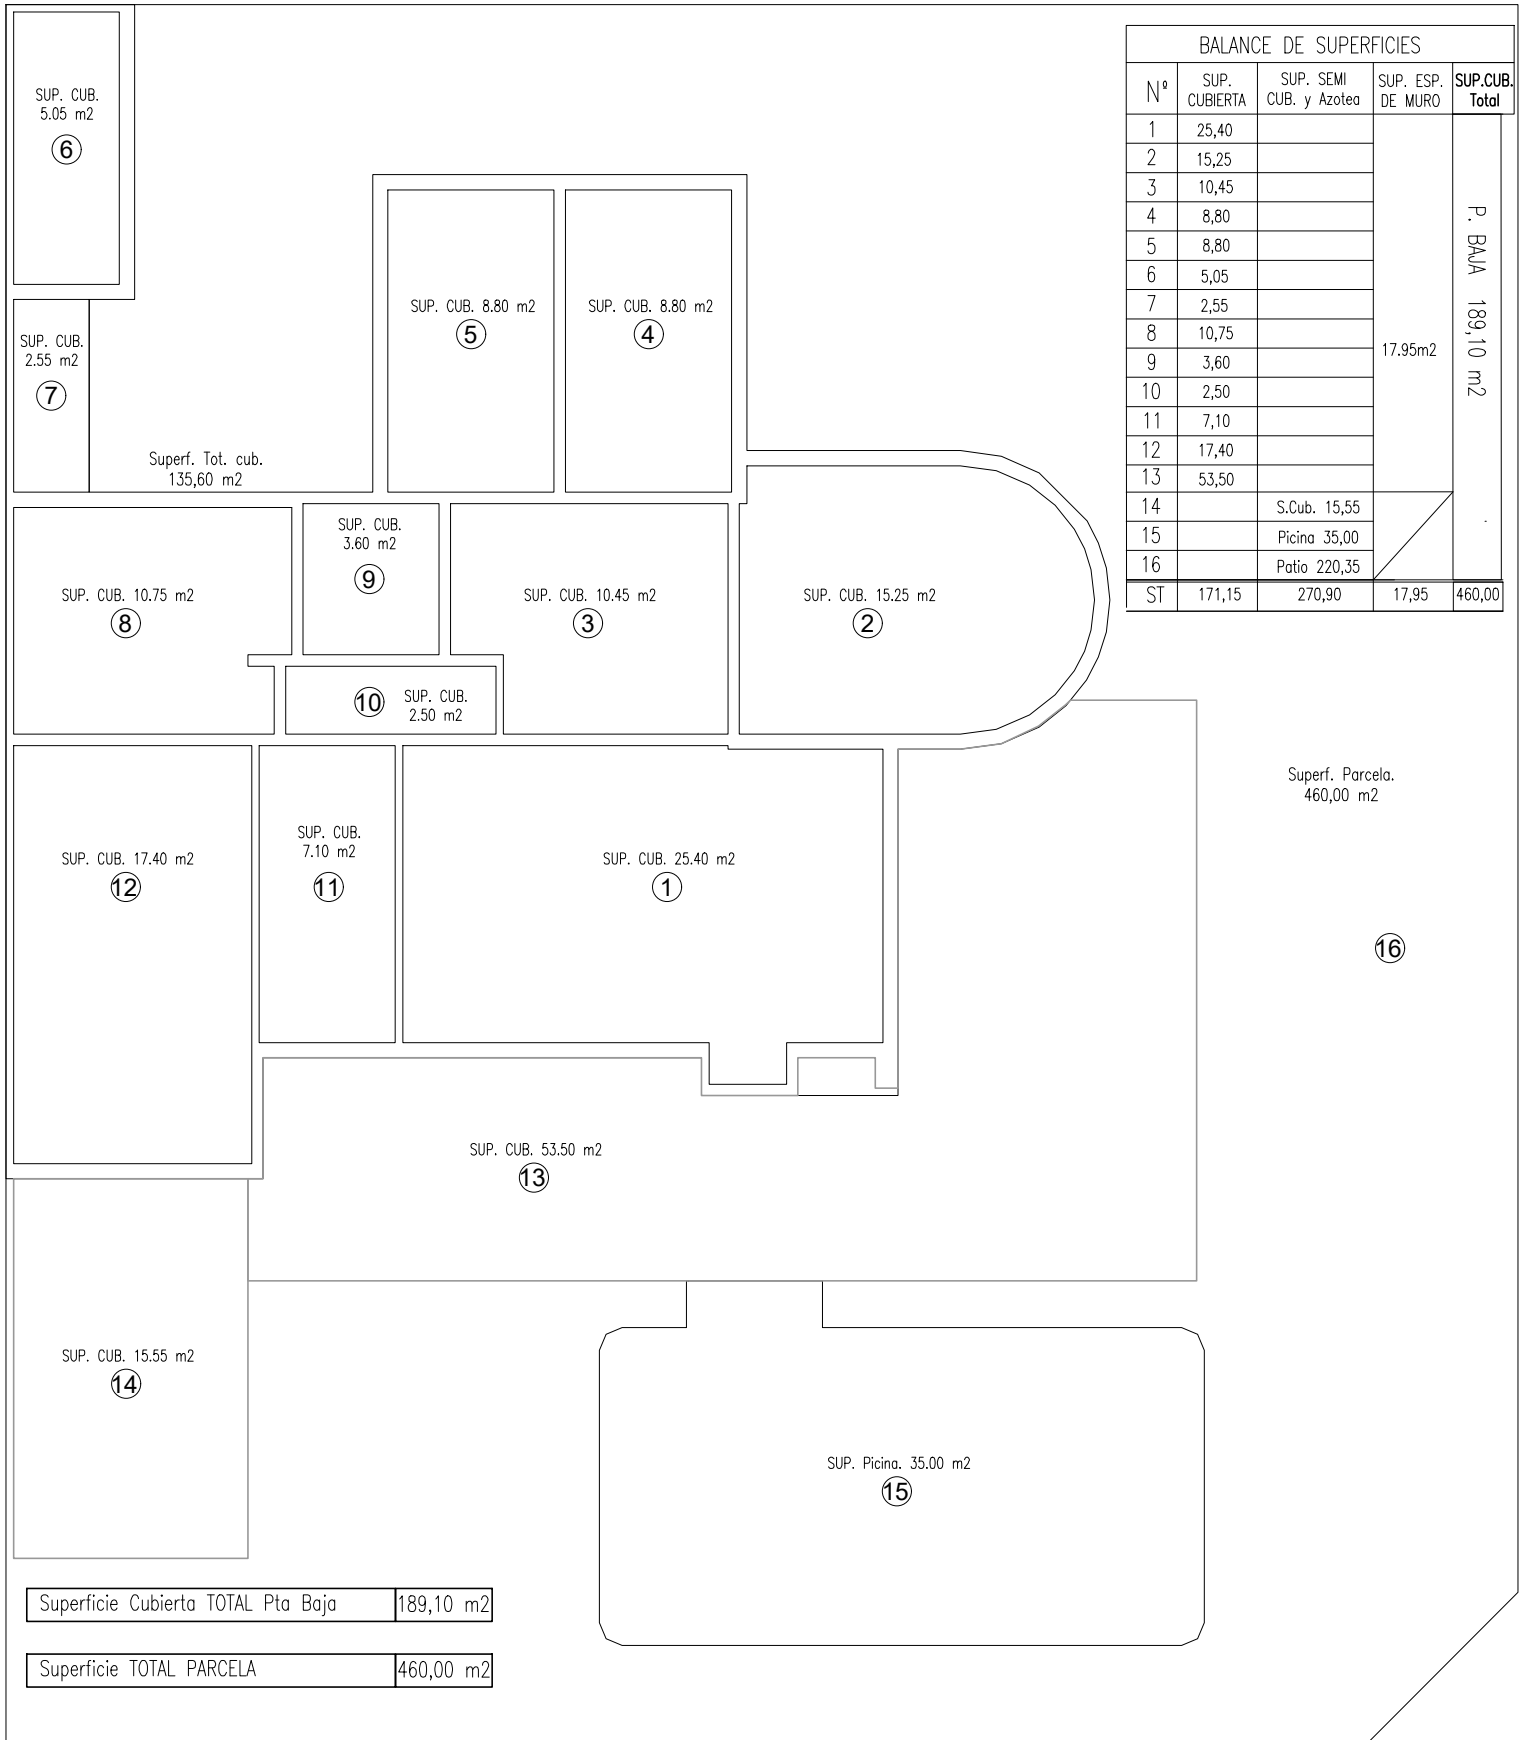 BALANCE DE SUPERFICIES
Nº SUP. CUBIERTA SUP. SEMI CUB. y Azotea SUP. ESP. DE MURO SUP.CUB. Total
1 25,40
2 15,25
3 10,45
4 8,80
5 8,80
6 5,05
7 2,55
8 10,75
9 3,60
10 2,50
11 7,10
12 17,40
13 53,50
17.95m2
P. BAJA 189,10 m2
14 S.Cub. 15,55
15 Picina 35,00
16 Patio 220,35
ST 171,15 270,90 17,95 460,00
SUP. CUB.
5.05 m2
6
SUP. CUB. 8.80 m2
5
SUP. CUB. 8.80 m2
4
SUP. CUB.
2.55 m2
7
Superf. Tot. cub.
135,60 m2
SUP. CUB. 10.75 m2
8
SUP. CUB.
3.60 m2
9
SUP. CUB. 10.45 m2
3
SUP. CUB. 15.25 m2
2
10
SUP. CUB.
2.50 m2
Superf. Parcela.
460,00 m2
SUP. CUB. 17.40 m2
12
SUP. CUB.
7.10 m2
11
SUP. CUB. 25.40 m2
1
16
SUP. CUB. 53.50 m2
13
SUP. CUB. 15.55 m2
14
SUP. Picina. 35.00 m2
15
Superficie Cubierta TOTAL Pta Baja 189,10 m2
Superficie TOTAL PARCELA 460,00 m2